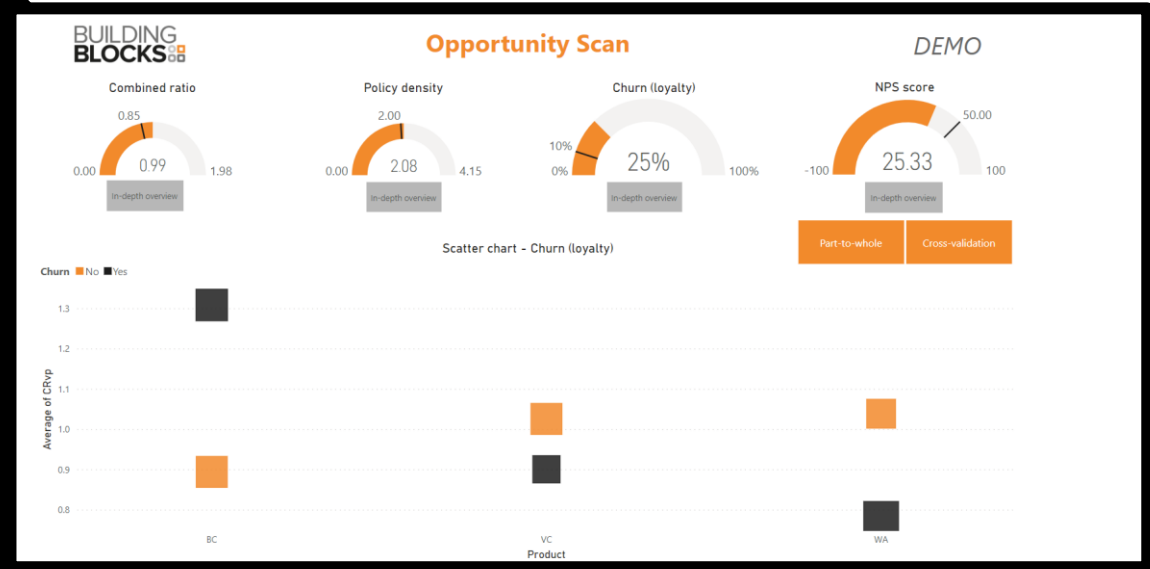 BUILDING
BLOCKS
Opportunity Scan
DEMO
Combined ratio
0.85
0.00
0.99
1.98
In-depth overview
Policy density
2.00
0.00
2.08
4.15
In-depth overview
Churn (loyalty)
10%
0%
25%
100%
In-depth overview
NPS score
50.00
-100
25.33
100
In-depth overview
Part-to-whole
Cross-validation
Scatter chart - Churn (loyalty)
Churn No Yes
Average of CRvp
1.3
1.2
1.1
1.0
0.9
0.8
BC VC WA
Product